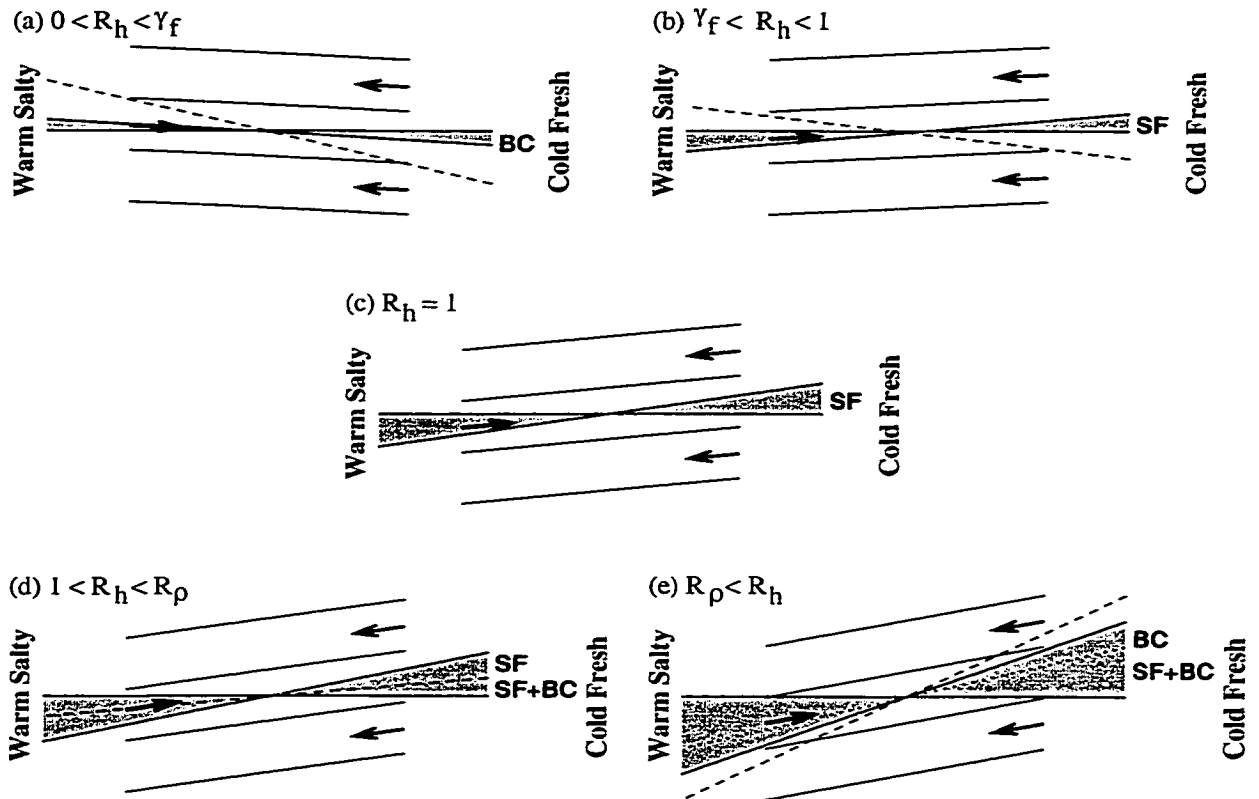 (a) 0 < R_h < γ_f
Warm Salty
BC
Cold Fresh
(b) γ_f < R_h < 1
Warm Salty
SF
Cold Fresh
(c) R_h = 1
Warm Salty
SF
Cold Fresh
(d) 1 < R_h < R_ρ
Warm Salty
SF
SF+BC
Cold Fresh
(e) R_ρ < R_h
Warm Salty
BC
SF+BC
Cold Fresh